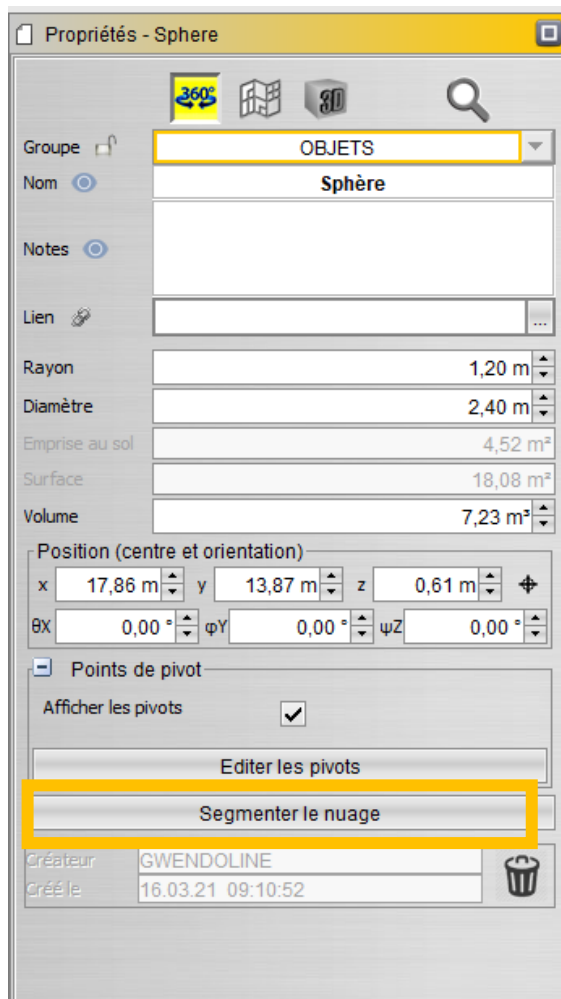 Propriétés - Sphere
360°
3D
Groupe OBJETS
Nom Sphère
Notes
Lien ...
Rayon 1,20 m
Diamètre 2,40 m
Emprise au sol 4,52 m²
Surface 18,08 m²
Volume 7,23 m³
Position (centre et orientation)
x 17,86 m y 13,87 m z 0,61 m
θX 0,00 ° φY 0,00 ° ψZ 0,00 °
Points de pivot
Afficher les pivots
Editer les pivots
Segmenter le nuage
Créateur GWENDOLINE
Créé le 16.03.21 09:10:52